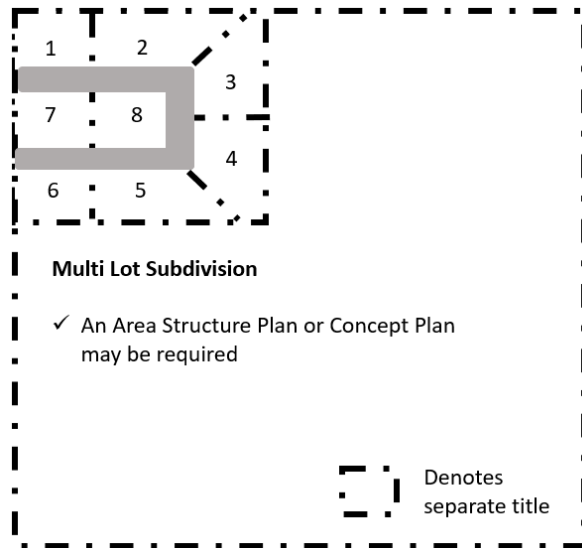 1 2
3
7 8
4
6 5
Multi Lot Subdivision
✓ An Area Structure Plan or Concept Plan
may be required
Denotes
separate title